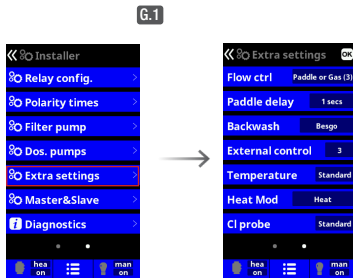 G.1
Installer
Relay config.
Polarity times
Filter pump
Dos. pumps
Extra settings
Master&Slave
Diagnostics
hea on
man on
Extra settings OK
Flow ctrl Paddle or Gas (3)
Paddle delay 1 secs
Backwash Besgo
External control 3
Temperature Standard
Heat Mod Heat
Cl probe Standard
hea on
man on